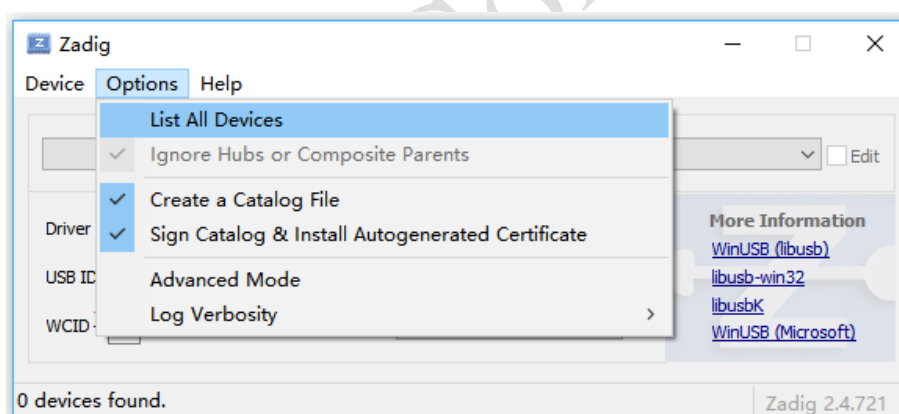 Zadig
Device Options Help
List All Devices
Ignore Hubs or Composite Parents
Edit
Create a Catalog File
Sign Catalog & Install Autogenerated Certificate
Advanced Mode
Log Verbosity
Driver
USB ID
WCID
More Information
WinUSB (libusb)
libusb-win32
libusbK
WinUSB (Microsoft)
0 devices found.
Zadig 2.4.721